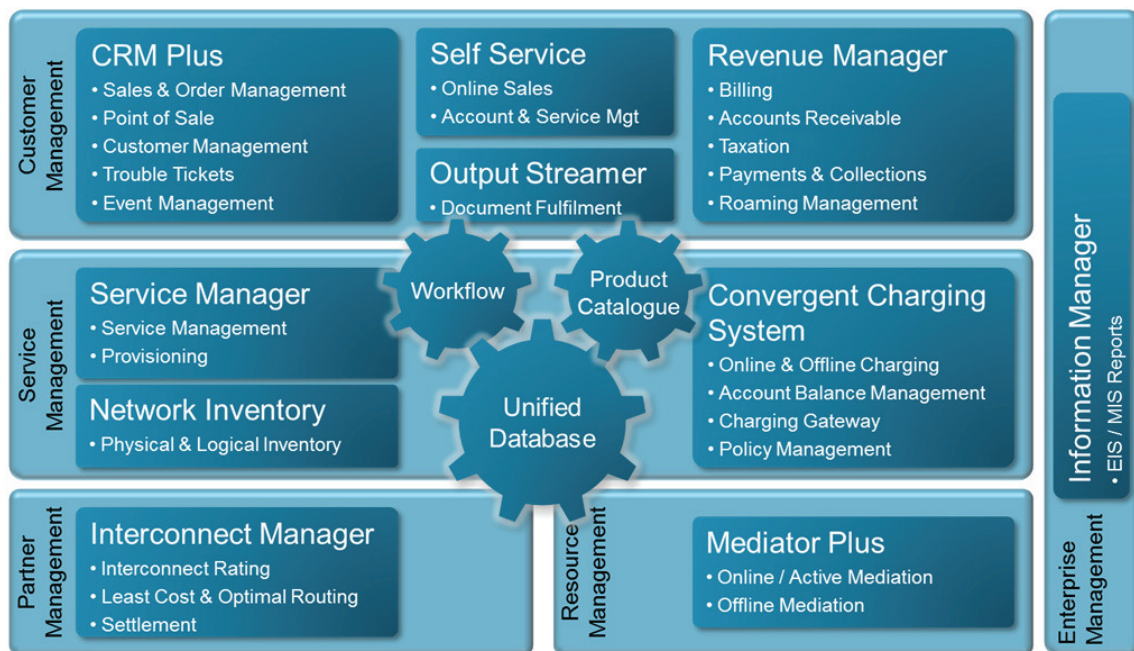 Customer
Management
CRM Plus
• Sales & Order Management
• Point of Sale
• Customer Management
• Trouble Tickets
• Event Management
Self Service
• Online Sales
• Account & Service Mgt
Output Streamer
• Document Fulfilment
Revenue Manager
• Billing
• Accounts Receivable
• Taxation
• Payments & Collections
• Roaming Management
Workflow
Product
Catalogue
Unified
Database
Service
Management
Service Manager
• Service Management
• Provisioning
Network Inventory
• Physical & Logical Inventory
Convergent Charging
System
• Online & Offline Charging
• Account Balance Management
• Charging Gateway
• Policy Management
Partner
Management
Interconnect Manager
• Interconnect Rating
• Least Cost & Optimal Routing
• Settlement
Resource
Management
Mediator Plus
• Online / Active Mediation
• Offline Mediation
Enterprise
Management
Information Manager
• EIS / MIS Reports